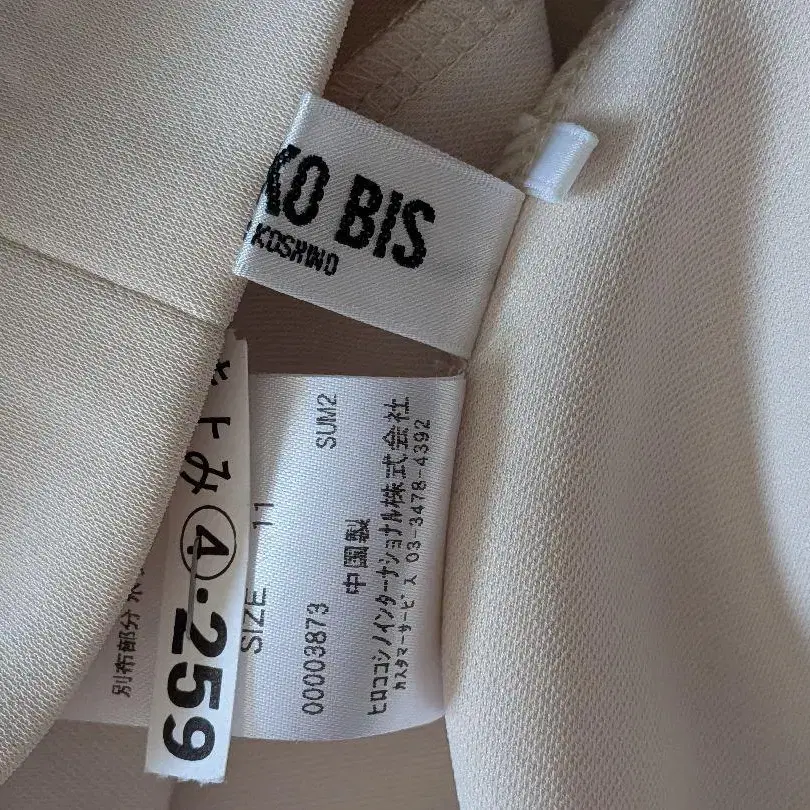 KO BIS
KOSHINO
よみ④・259
別布部分
SIZE 11
SUM2
00003873
中国製
ヒロココシノインターナショナル株式会社
カスタマーサービス 03-3478-4392